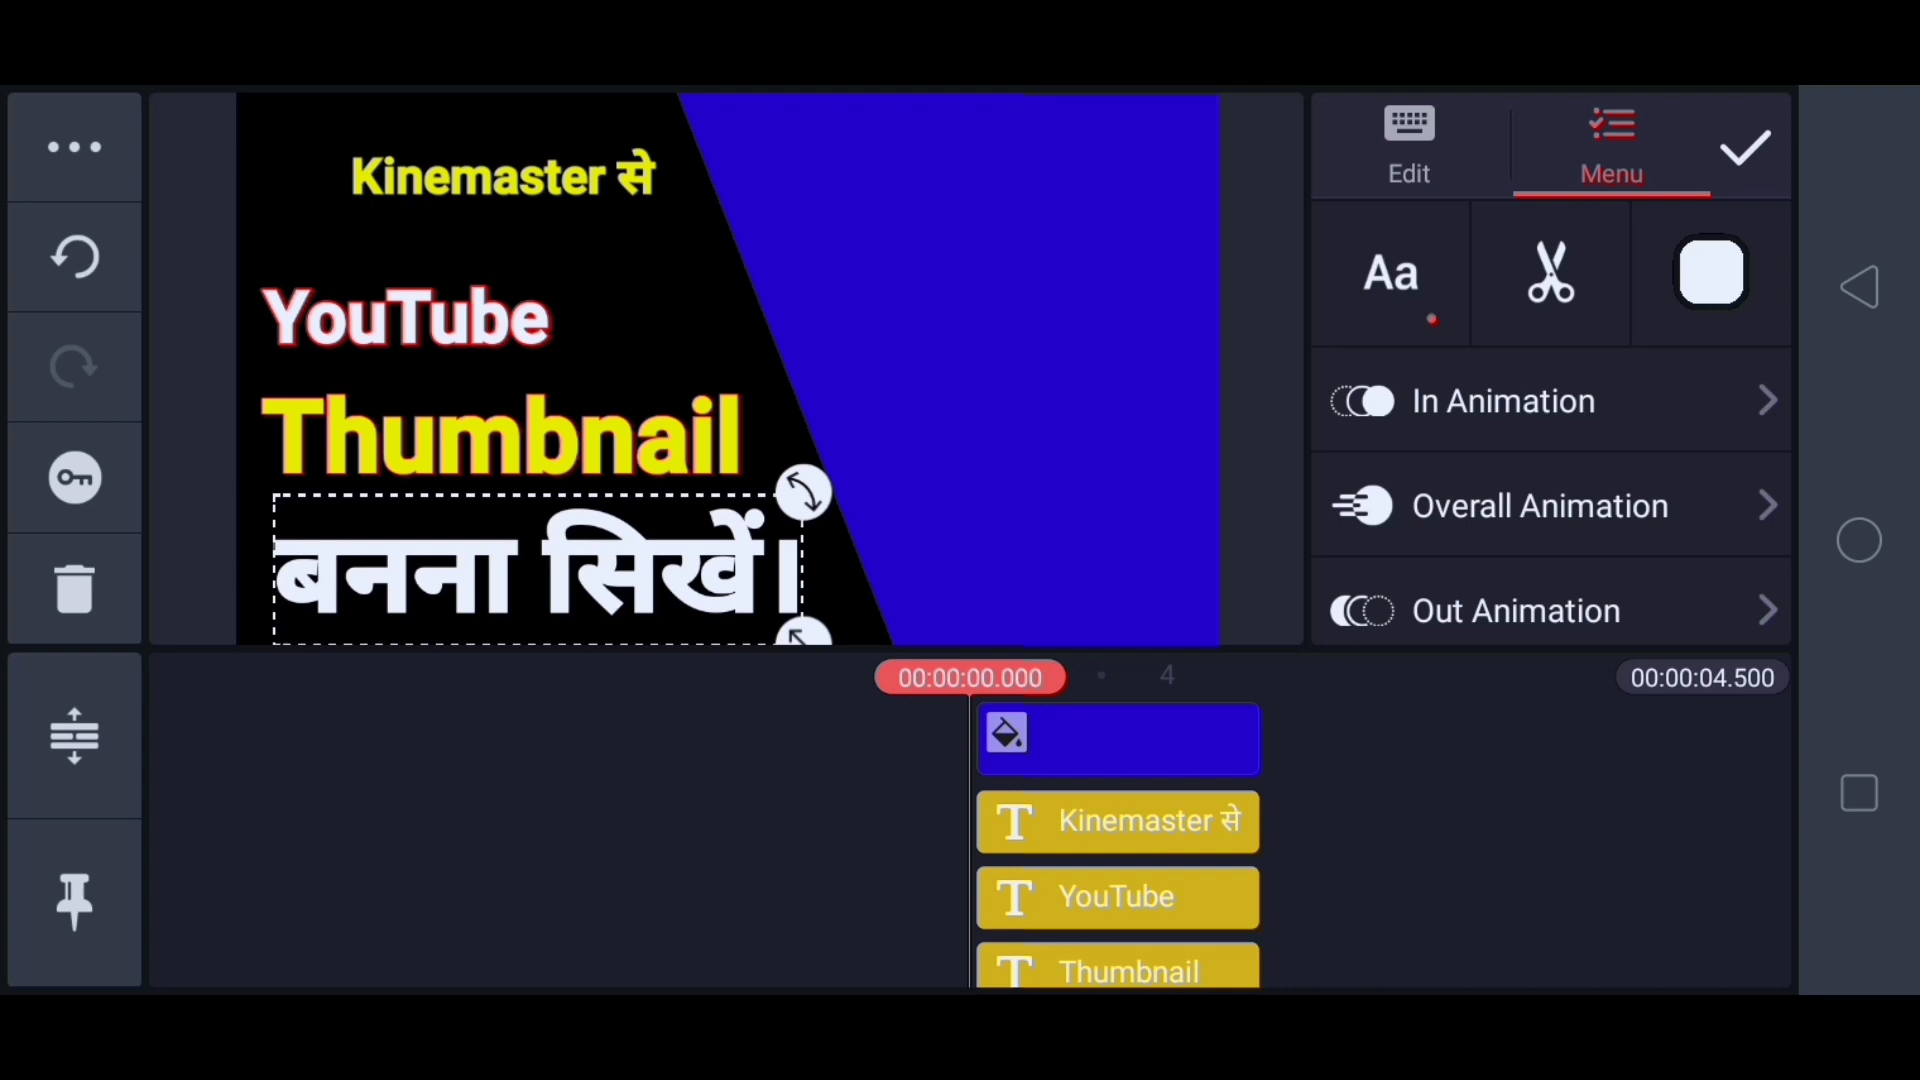 Kinemaster से
YouTube
Thumbnail
बनना सिखें।
Edit
Menu
Aa
In Animation
Overall Animation
Out Animation
00:00:00.000
4
00:00:04.500
T Kinemaster से
T YouTube
T Thumbnail